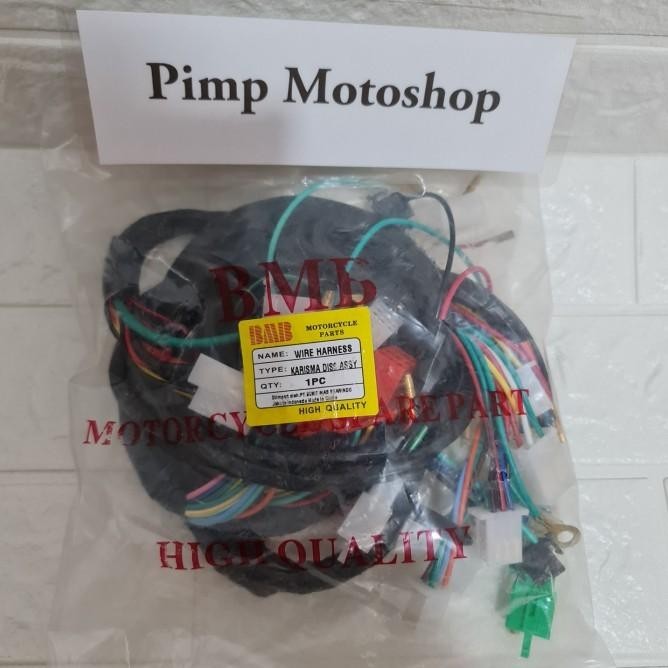 Pimp Motoshop
BMB
BMB MOTORCYCLE
PARTS
NAME: WIRE HARNESS
TYPE: KARISMA DISC ASSY
QTY: 1PC
HIGH QUALITY
MOTORCYCLE SPARE PART
HIGH QUALITY